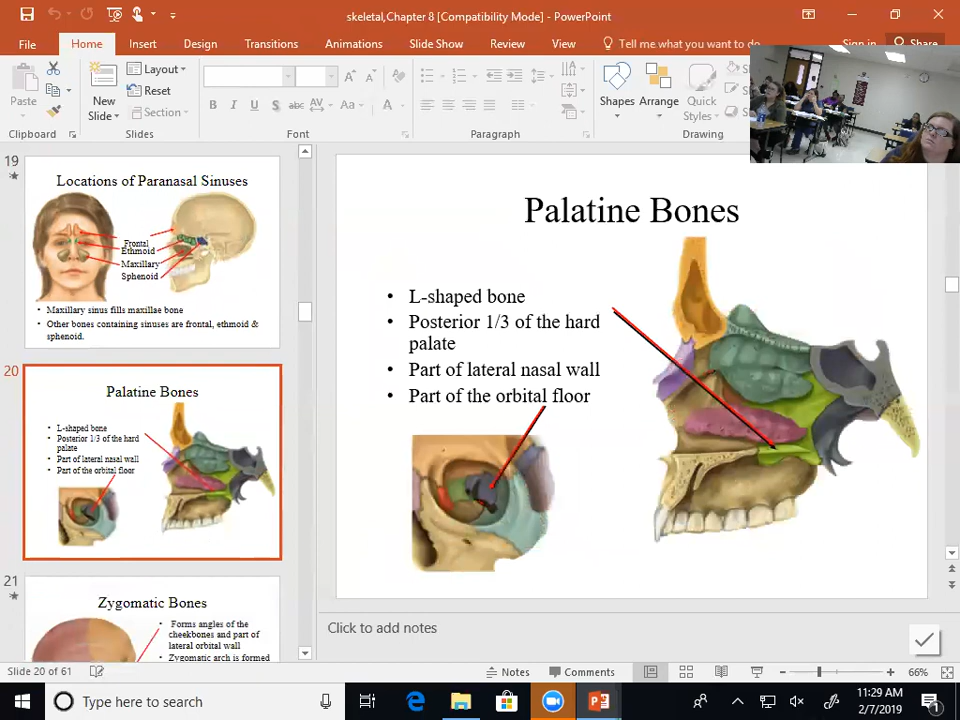 skeletal,Chapter 8 [Compatibility Mode] - PowerPoint
File Home Insert Design Transitions Animations Slide Show Review View Tell me what you want to do Sign in Share
Paste
New
Slide
Layout
Reset
Section
B I U S abc AV Aa A
Shapes Arrange Quick
Styles
Clipboard Slides Font Paragraph Drawing
19
Locations of Paranasal Sinuses
Frontal
Ethmoid
Maxillary
Sphenoid
• Maxillary sinus fills maxillae bone
• Other bones containing sinuses are frontal, ethmoid &
sphenoid.
20
Palatine Bones
• L-shaped bone
• Posterior 1/3 of the hard
palate
• Part of lateral nasal wall
• Part of the orbital floor
21
Zygomatic Bones
• Forms angles of the
cheekbones and part of
lateral orbital wall
• Zygomatic arch is formed
Palatine Bones
• L-shaped bone
• Posterior 1/3 of the hard
palate
• Part of lateral nasal wall
• Part of the orbital floor
Click to add notes
Slide 20 of 61 Notes Comments 66%
Type here to search
11:29 AM
2/7/2019
1